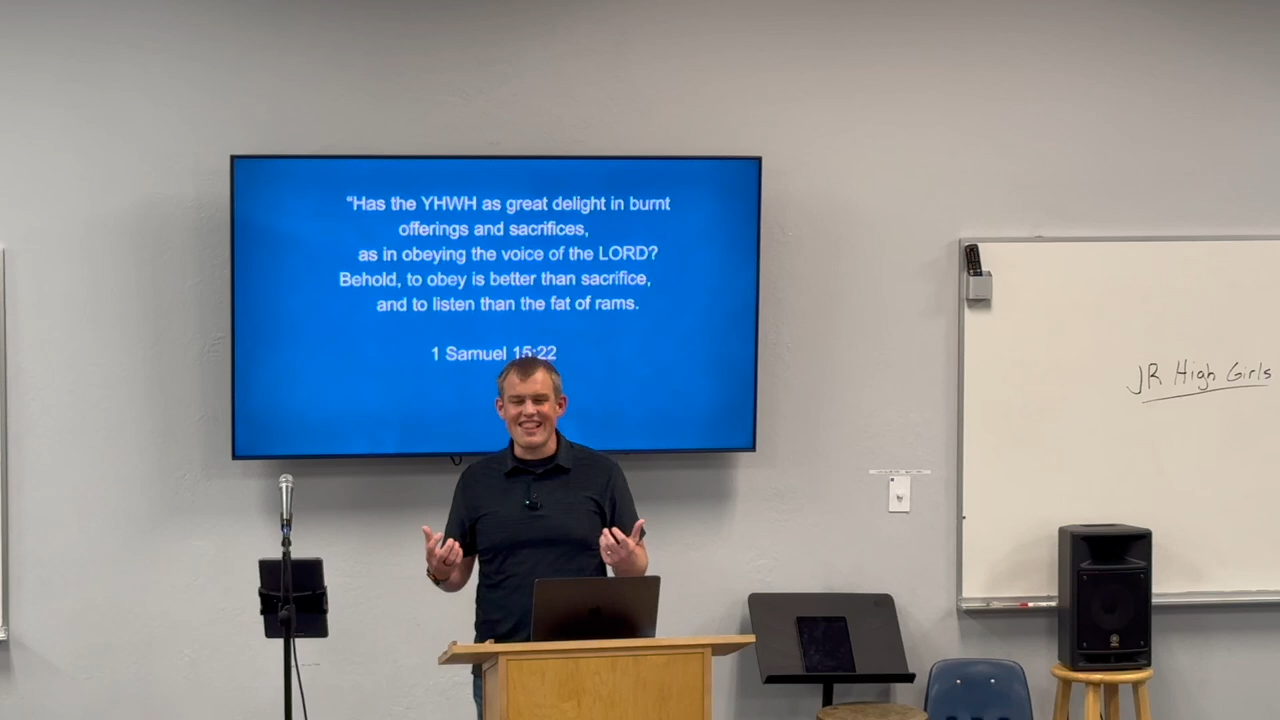 “Has the YHWH as great delight in burnt
offerings and sacrifices,
as in obeying the voice of the LORD?
Behold, to obey is better than sacrifice,
and to listen than the fat of rams.
1 Samuel 15:22
JR High Girls